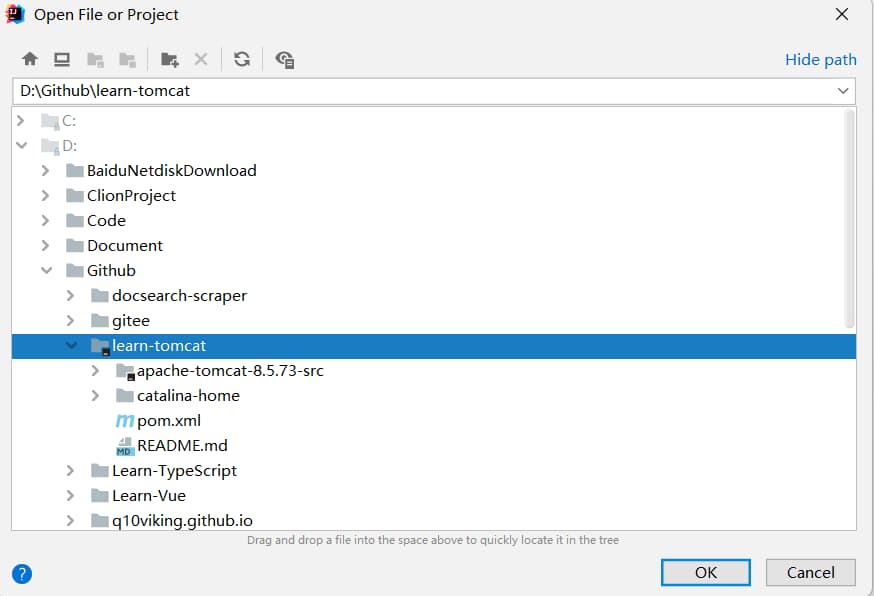 Open File or Project
Hide path
D:\Github\learn-tomcat
C:
D:
BaiduNetdiskDownload
ClionProject
Code
Document
Github
docsearch-scraper
gitee
learn-tomcat
apache-tomcat-8.5.73-src
catalina-home
m pom.xml
MD README.md
Learn-TypeScript
Learn-Vue
q10viking.github.io
Drag and drop a file into the space above to quickly locate it in the tree
? OK Cancel